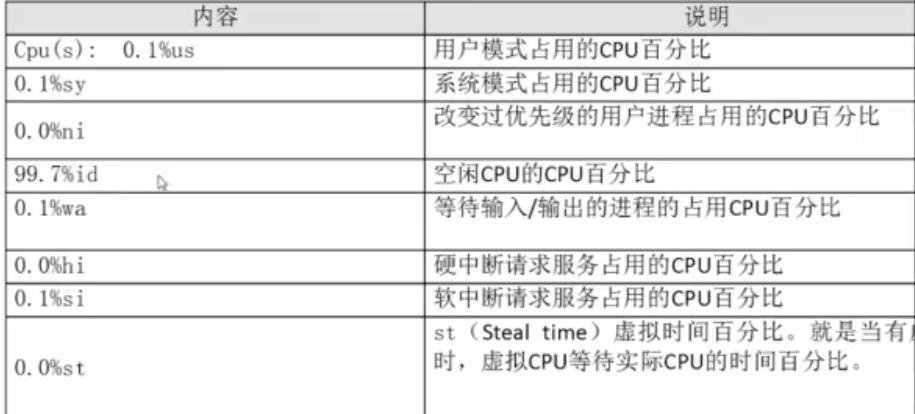 内容 说明
Cpu(s): 0.1%us 用户模式占用的CPU百分比
0.1%sy 系统模式占用的CPU百分比
0.0%ni 改变过优先级的用户进程占用的CPU百分比
99.7%id 空闲CPU的CPU百分比
0.1%wa 等待输入/输出的进程的占用CPU百分比
0.0%hi 硬中断请求服务占用的CPU百分比
0.1%si 软中断请求服务占用的CPU百分比
0.0%st st（Steal time）虚拟时间百分比。就是当有
时，虚拟CPU等待实际CPU的时间百分比。